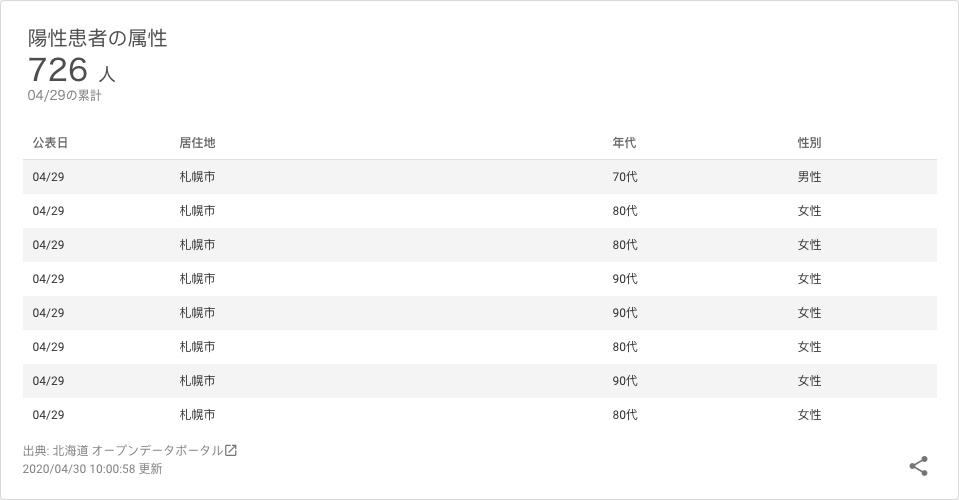 陽性患者の属性
726 人
04/29の累計
公表日 居住地 年代 性別
04/29 札幌市 70代 男性
04/29 札幌市 80代 女性
04/29 札幌市 80代 女性
04/29 札幌市 90代 女性
04/29 札幌市 90代 女性
04/29 札幌市 80代 女性
04/29 札幌市 90代 女性
04/29 札幌市 80代 女性
出典: 北海道 オープンデータポータル
2020/04/30 10:00:58 更新